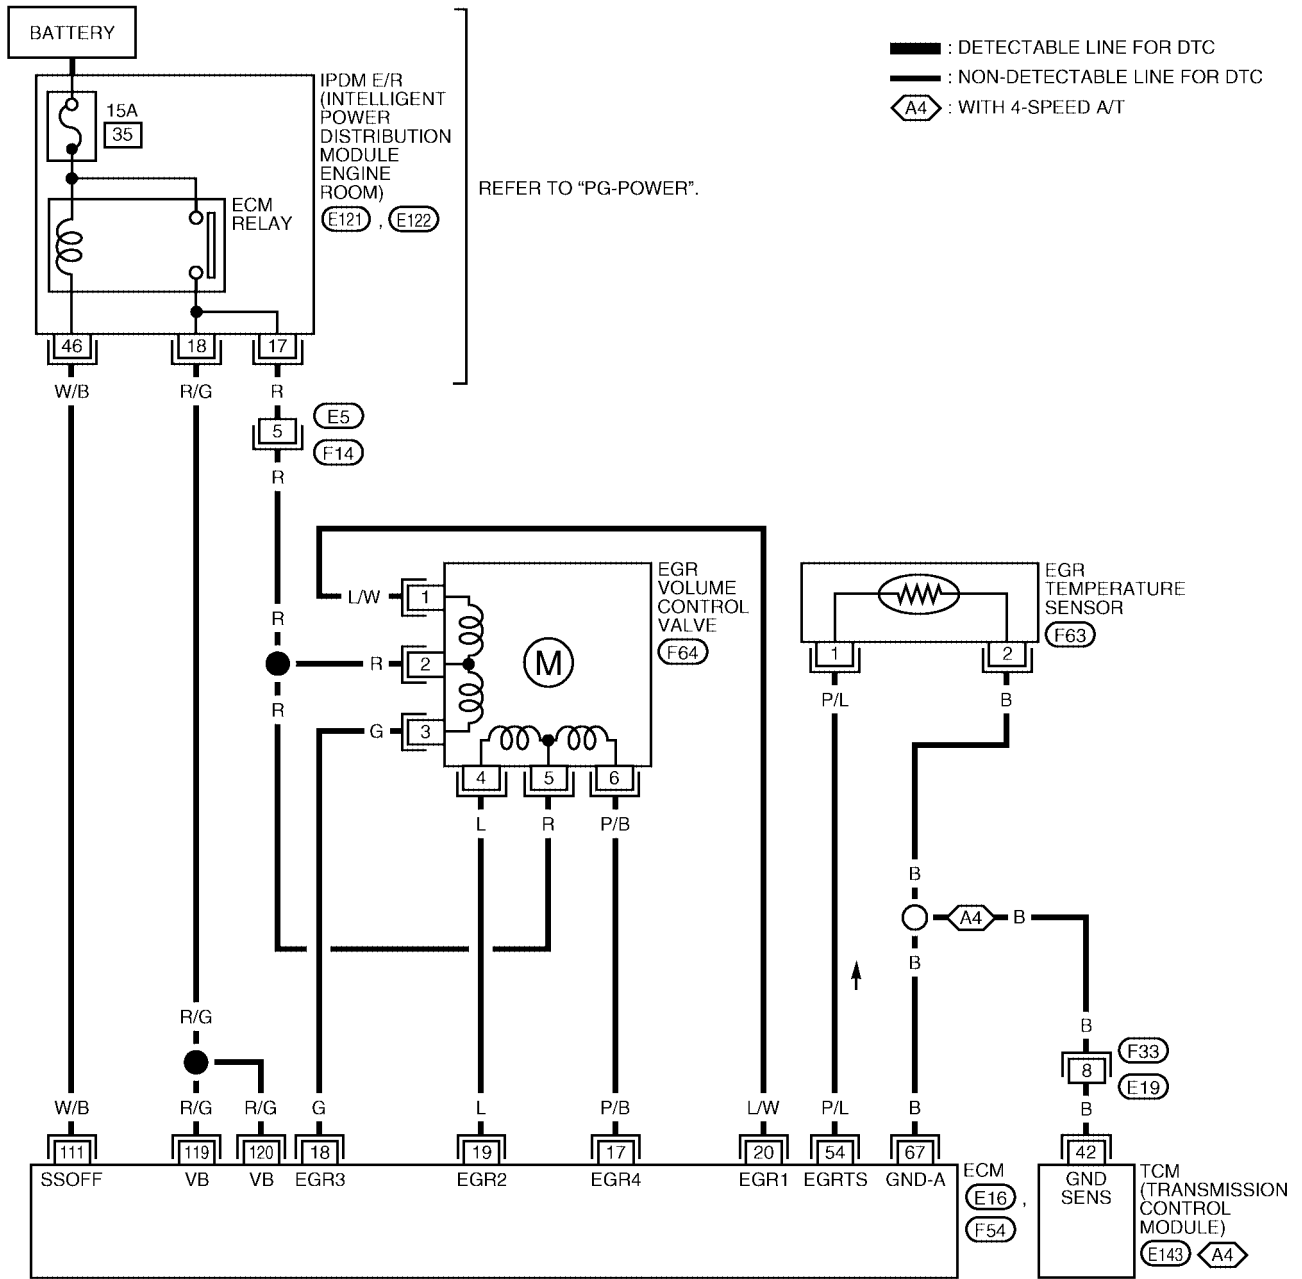 BATTERY
: DETECTABLE LINE FOR DTC
: NON-DETECTABLE LINE FOR DTC
A4 : WITH 4-SPEED A/T
15A
35
IPDM E/R
(INTELLIGENT
POWER
DISTRIBUTION
MODULE
ENGINE
ROOM)
E121 , E122
REFER TO “PG-POWER”.
ECM
RELAY
46 18 17
W/B R/G R
5
E5
F14
R
R
R
R
EGR
VOLUME
CONTROL
VALVE
F64
L/W 1
2
G 3
M
4 5 6
L R P/B
EGR
TEMPERATURE
SENSOR
F63
1 2
P/L B
B
A4 B
B
R/G
B
F33
8
E19
W/B R/G R/G G L P/B L/W P/L B B
111 119 120 18 19 17 20 54 67 42
SSOFF VB VB EGR3 EGR2 EGR4 EGR1 EGRTS GND-A
GND
SENS
ECM
E16 ,
F54
TCM
(TRANSMISSION
CONTROL
MODULE)
E143 A4